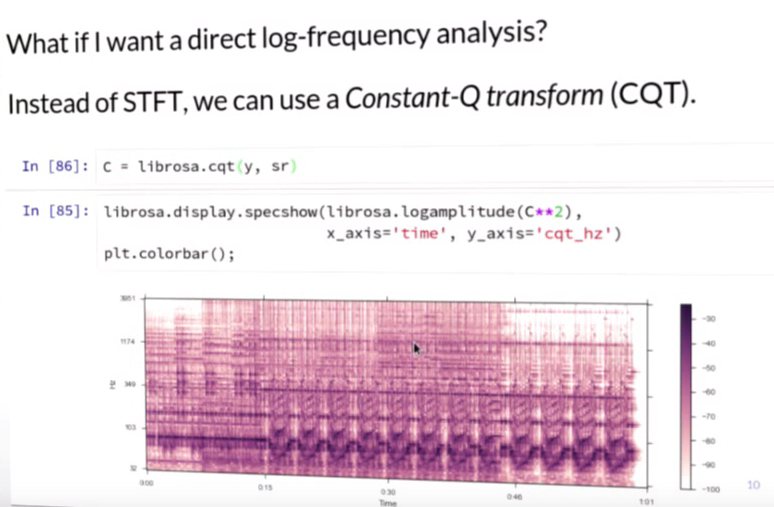 What if I want a direct log-frequency analysis?
Instead of STFT, we can use a Constant-Q transform (CQT).
In [86]: C = librosa.cqt(y, sr)
In [85]: librosa.display.specshow(librosa.logamplitude(C**2),
x_axis='time', y_axis='cqt_hz')
plt.colorbar();
3951
1174
349
103
32
Hz
0:00 0:15 0:30 0:46 1:01
Time
-30
-40
-50
-60
-70
-80
-90
-100
10